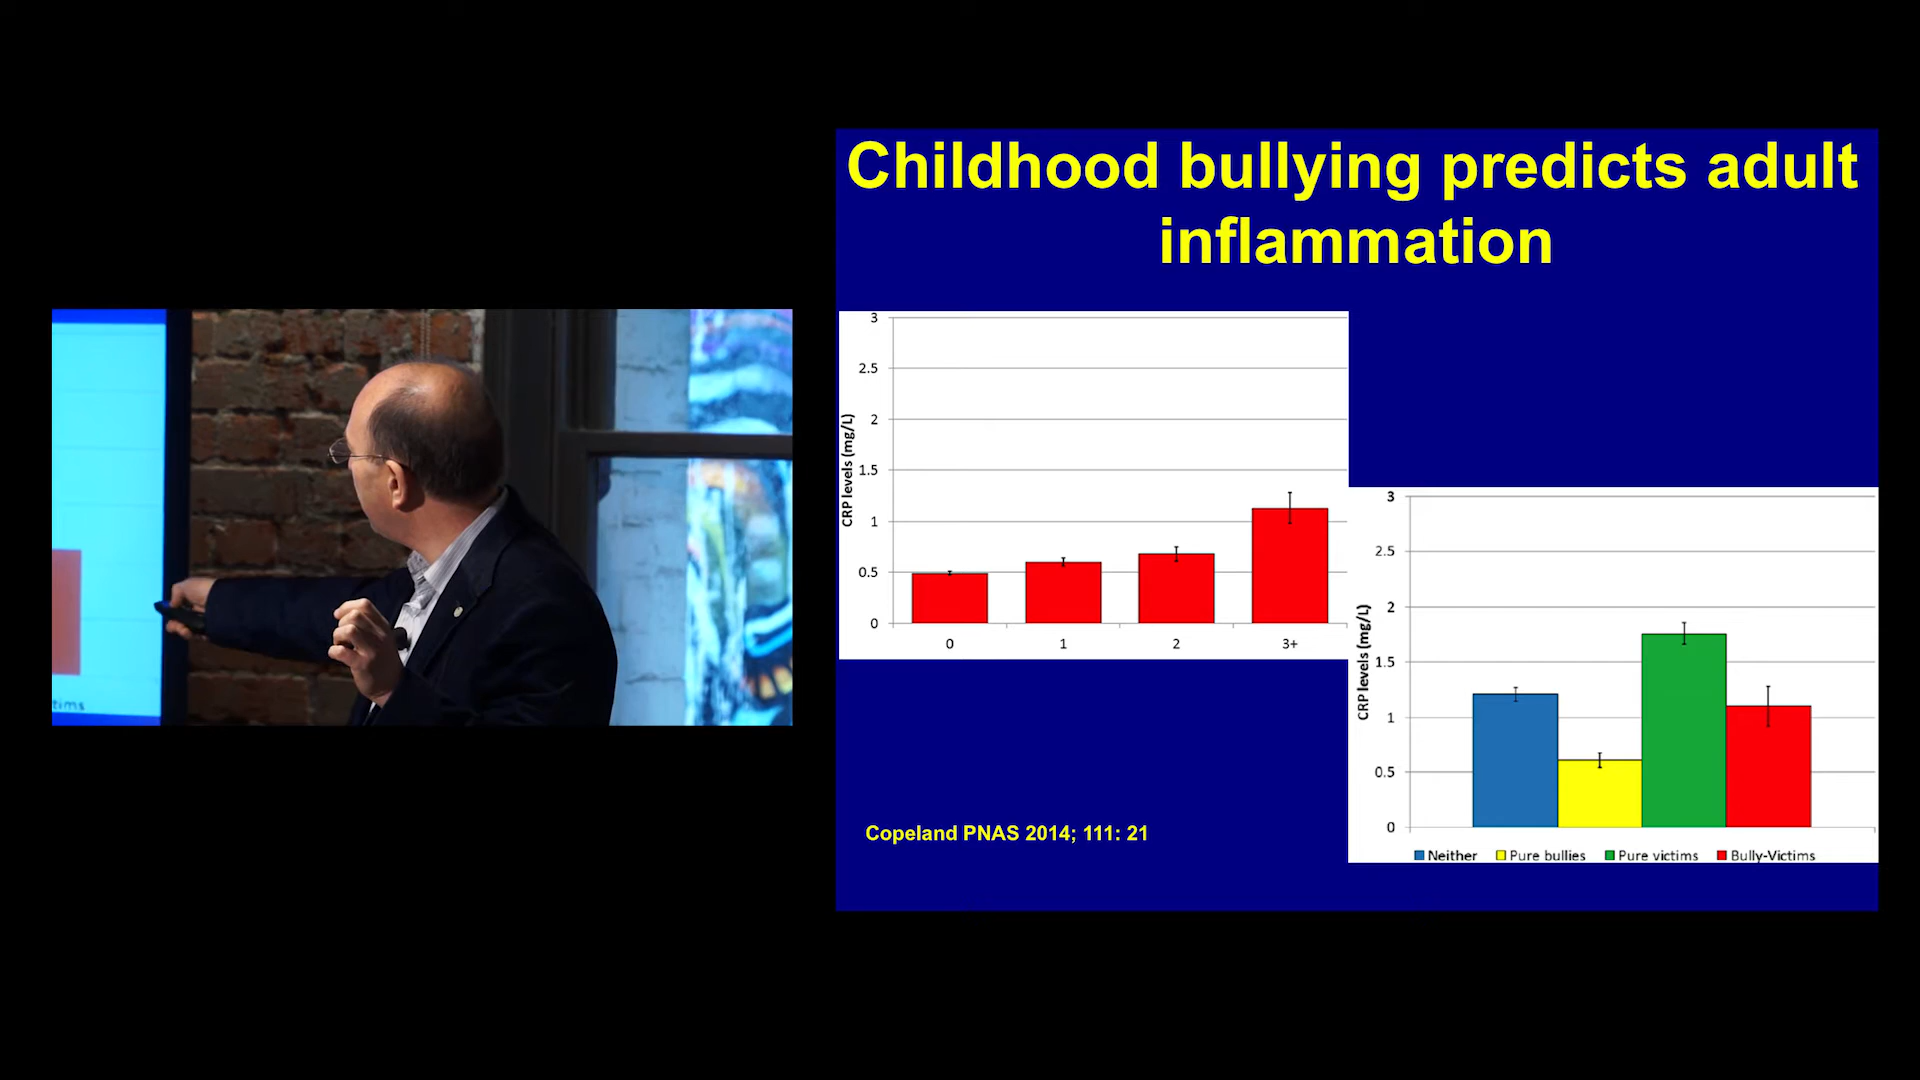 Childhood bullying predicts adult
inflammation
3
2.5
2
1.5
1
0.5
0
CRP levels (mg/L)
0 1 2 3+
3
2.5
2
1.5
1
0.5
0
CRP levels (mg/L)
Neither Pure bullies Pure victims Bully-Victims
Copeland PNAS 2014; 111: 21
tims